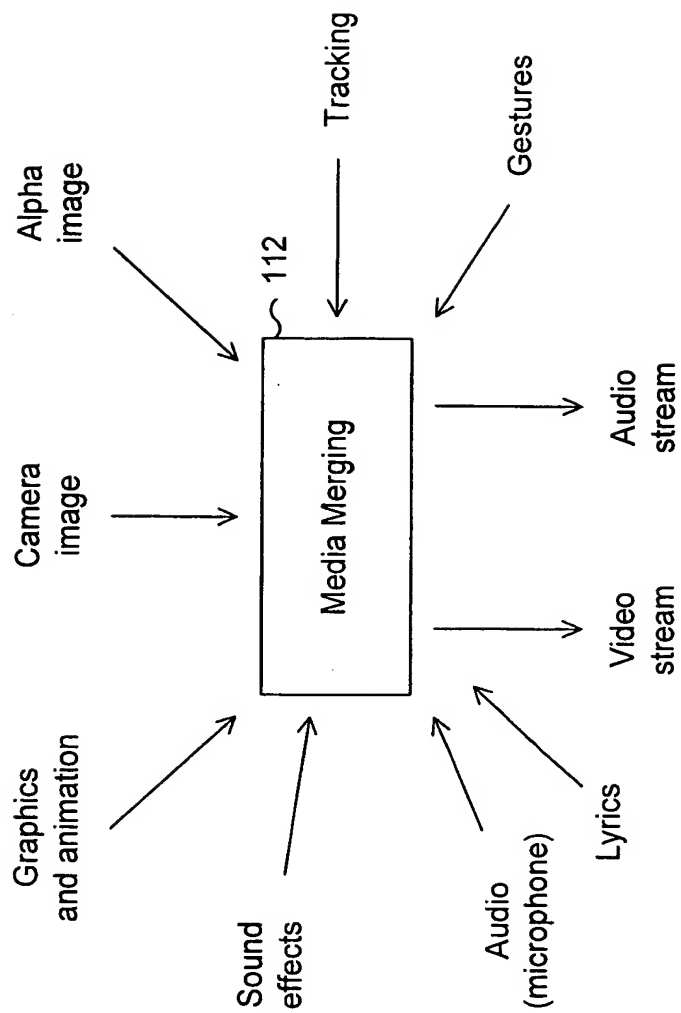 Graphics
and animation
Camera
image
Alpha
image
Sound
effects
Media Merging
112
Tracking
Audio
(microphone)
Lyrics
Video
stream
Audio
stream
Gestures